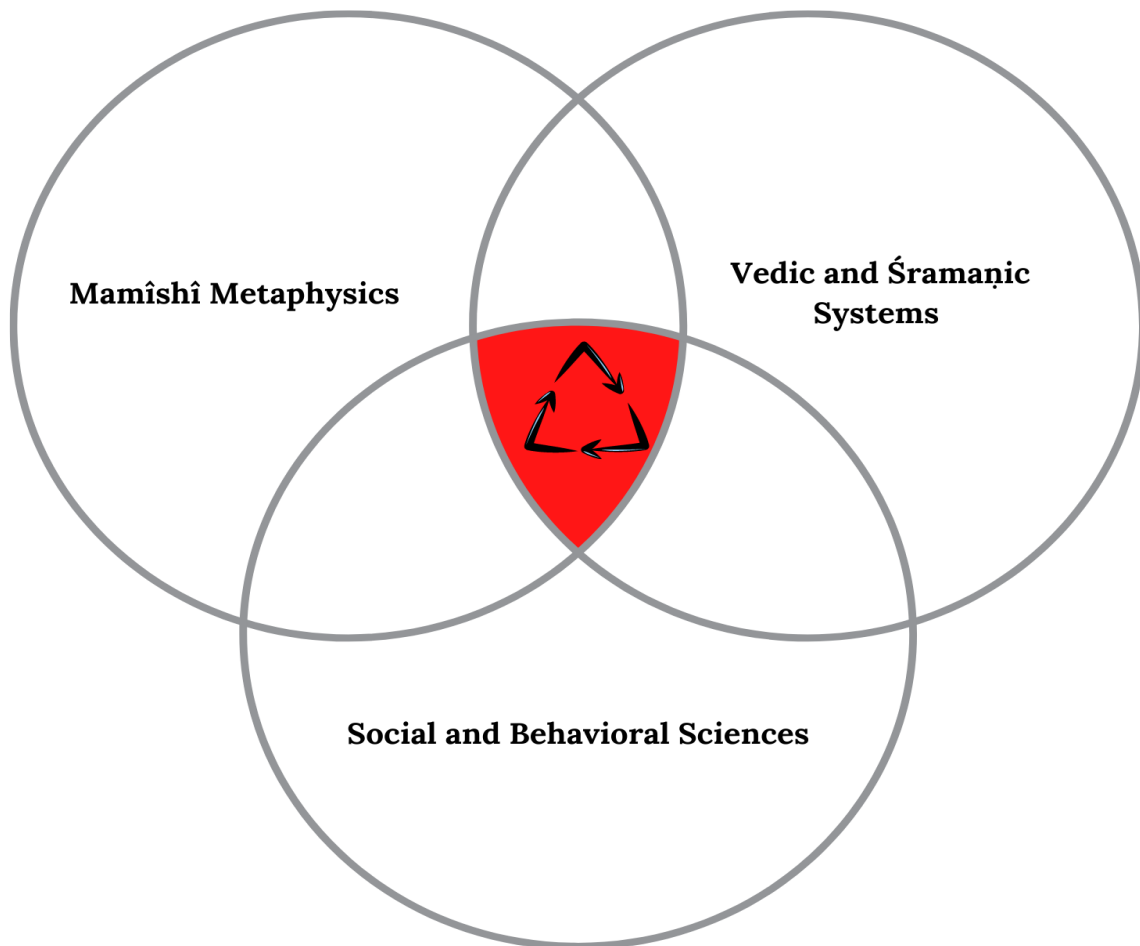 Mamîshî Metaphysics
Vedic and Śramaṇic
Systems
Social and Behavioral Sciences